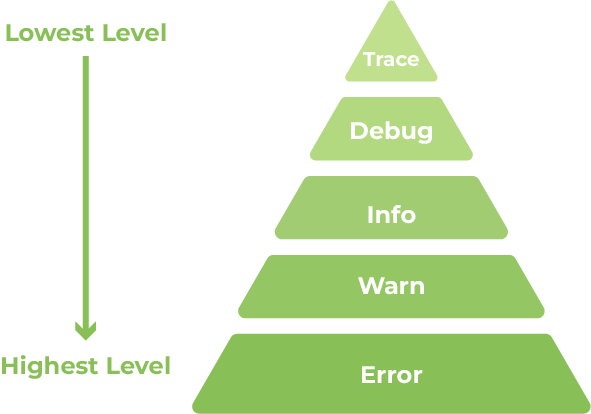 Lowest Level
Trace
Debug
Info
Warn
Highest Level
Error